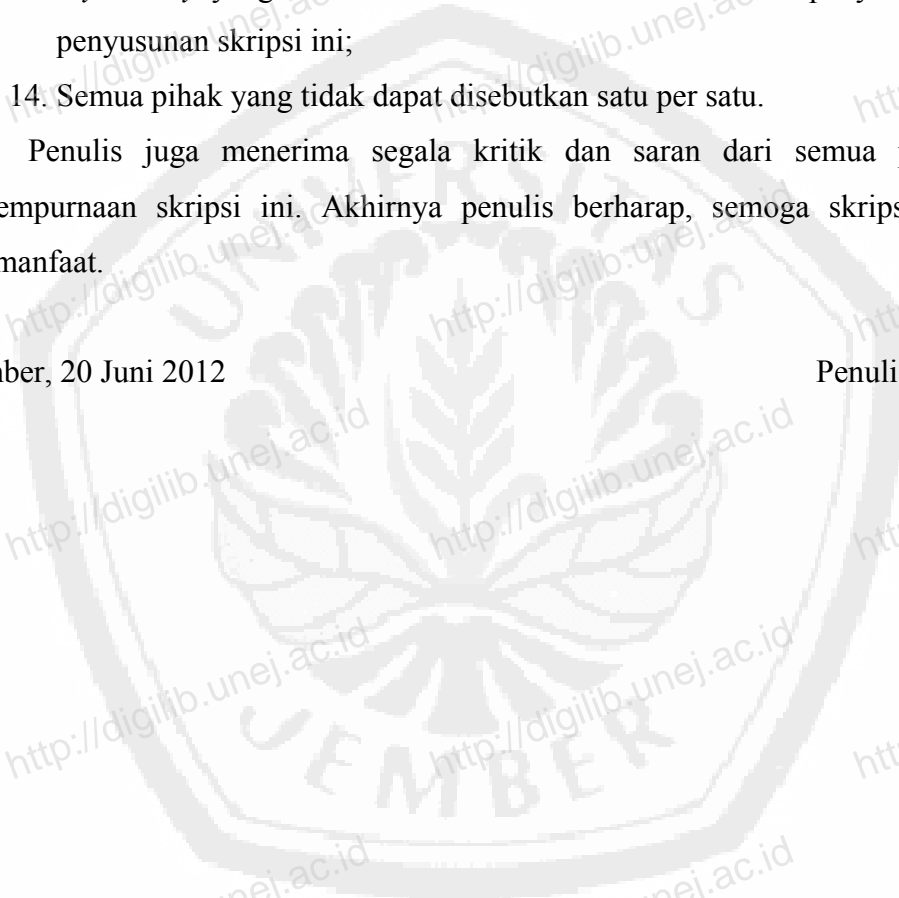 penyusunan skripsi ini;
14. Semua pihak yang tidak dapat disebutkan satu per satu.
Penulis juga menerima segala kritik dan saran dari semua
empurnaan skripsi ini. Akhirnya penulis berharap, semoga skrips
manfaat.
ber, 20 Juni 2012 Penuli
UNIVERSITAS
JEMBER
http://digilib.unej.ac.id
http://digilib.unej.ac.id
http://digilib.unej.ac.id
http://digilib.unej.ac.id
http://digilib.unej.ac.id
http://digilib.unej.ac.id